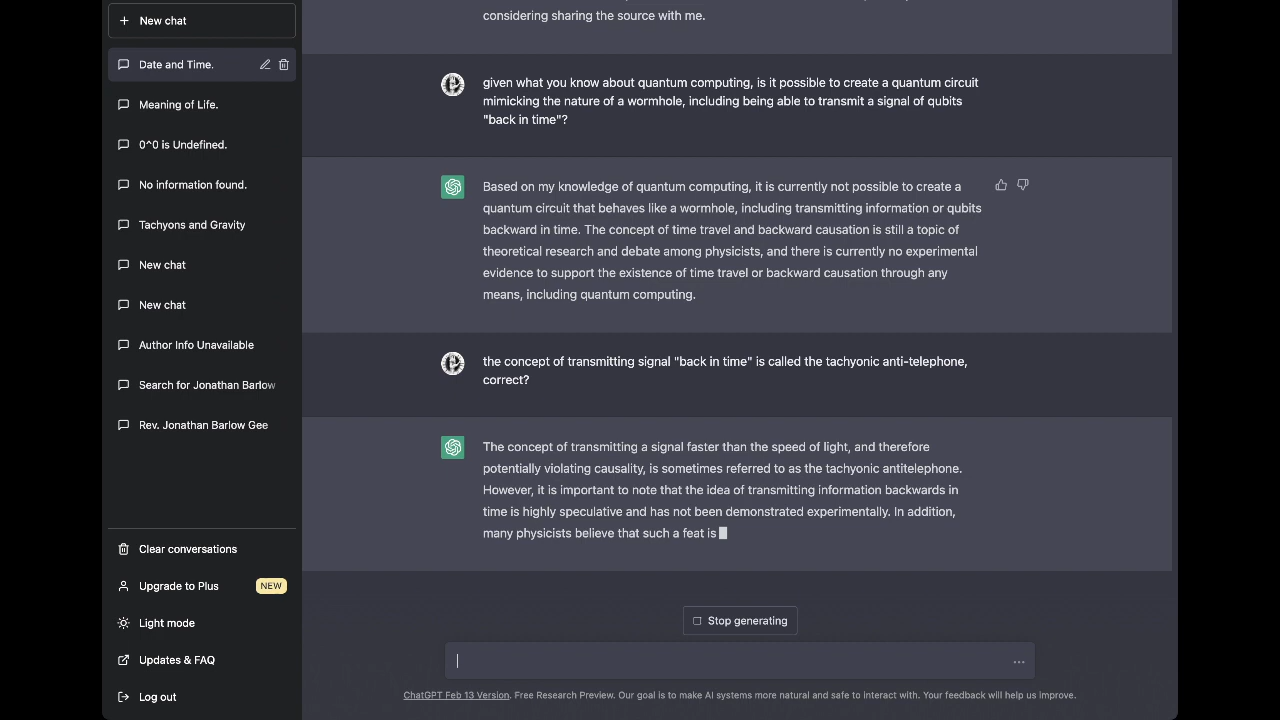 New chat
Date and Time.
Meaning of Life.
0^0 is Undefined.
No information found.
Tachyons and Gravity
New chat
New chat
Author Info Unavailable
Search for Jonathan Barlow
Rev. Jonathan Barlow Gee
Clear conversations
Upgrade to Plus NEW
Light mode
Updates & FAQ
Log out
considering sharing the source with me.
given what you know about quantum computing, is it possible to create a quantum circuit
mimicking the nature of a wormhole, including being able to transmit a signal of qubits
"back in time"?
Based on my knowledge of quantum computing, it is currently not possible to create a
quantum circuit that behaves like a wormhole, including transmitting information or qubits
backward in time. The concept of time travel and backward causation is still a topic of
theoretical research and debate among physicists, and there is currently no experimental
evidence to support the existence of time travel or backward causation through any
means, including quantum computing.
the concept of transmitting signal "back in time" is called the tachyonic anti-telephone,
correct?
The concept of transmitting a signal faster than the speed of light, and therefore
potentially violating causality, is sometimes referred to as the tachyonic antitelephone.
However, it is important to note that the idea of transmitting information backwards in
time is highly speculative and has not been demonstrated experimentally. In addition,
many physicists believe that such a feat is
Stop generating
ChatGPT Feb 13 Version. Free Research Preview. Our goal is to make AI systems more natural and safe to interact with. Your feedback will help us improve.